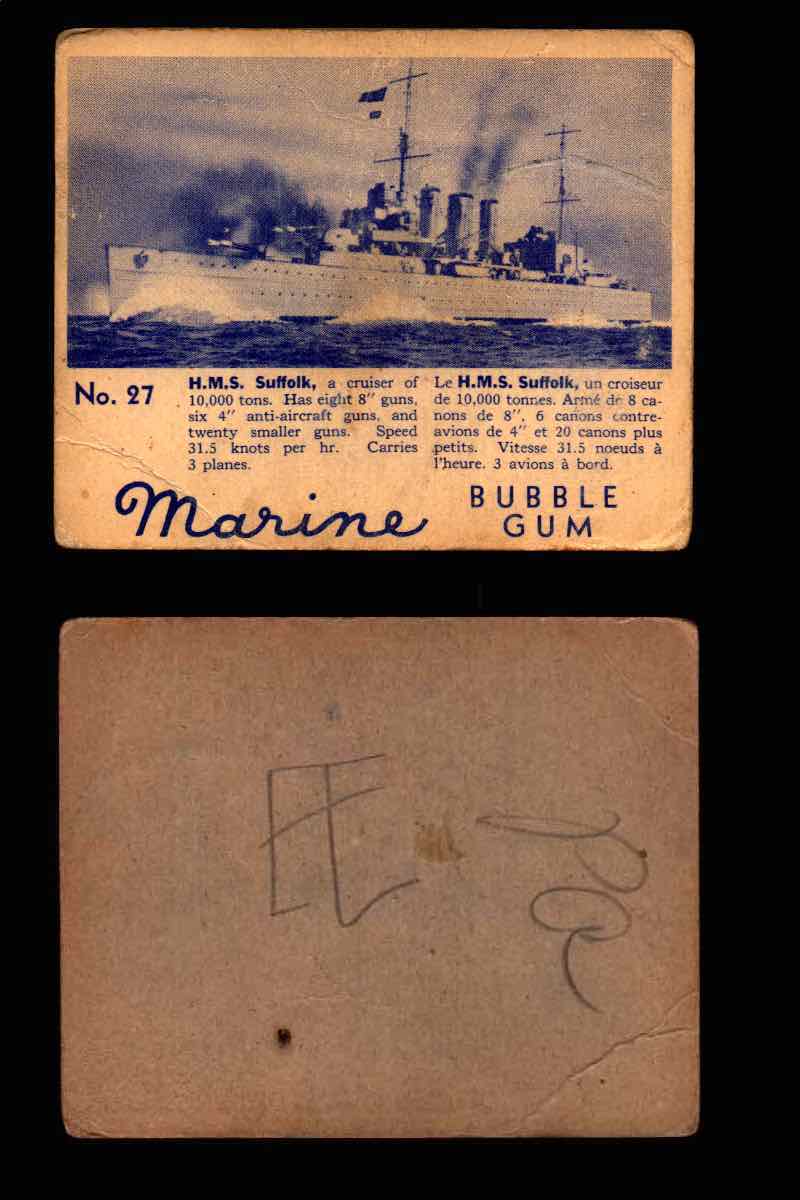 No. 27
H.M.S. Suffolk, a cruiser of
10,000 tons. Has eight 8″ guns,
six 4″ anti-aircraft guns, and
twenty smaller guns. Speed
31.5 knots per hr. Carries
3 planes.
Le H.M.S. Suffolk, un croiseur
de 10,000 tonnes. Armé de 8 ca-
nons de 8″, 6 canons contre-
avions de 4″ et 20 canons plus
petits. Vitesse 31.5 noeuds à
l'heure. 3 avions à bord.
Marine
BUBBLE
GUM